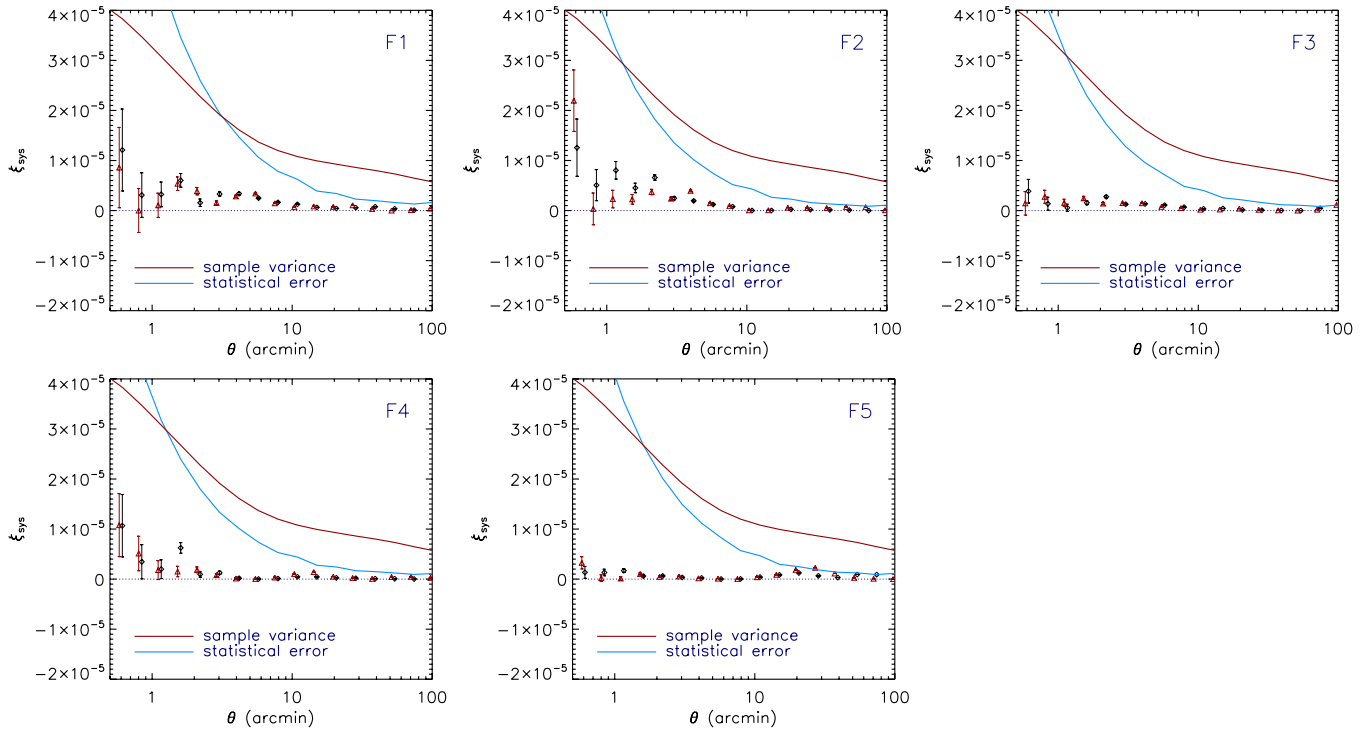 F1
4×10⁻⁵
3×10⁻⁵
2×10⁻⁵
1×10⁻⁵
0
−1×10⁻⁵
−2×10⁻⁵
ξsys
sample variance
statistical error
1 10 100
θ (arcmin)
F2
4×10⁻⁵
3×10⁻⁵
2×10⁻⁵
1×10⁻⁵
0
−1×10⁻⁵
−2×10⁻⁵
ξsys
sample variance
statistical error
1 10 100
θ (arcmin)
F3
4×10⁻⁵
3×10⁻⁵
2×10⁻⁵
1×10⁻⁵
0
−1×10⁻⁵
−2×10⁻⁵
ξsys
sample variance
statistical error
1 10 100
θ (arcmin)
F4
4×10⁻⁵
3×10⁻⁵
2×10⁻⁵
1×10⁻⁵
0
−1×10⁻⁵
−2×10⁻⁵
ξsys
sample variance
statistical error
1 10 100
θ (arcmin)
F5
4×10⁻⁵
3×10⁻⁵
2×10⁻⁵
1×10⁻⁵
0
−1×10⁻⁵
−2×10⁻⁵
ξsys
sample variance
statistical error
1 10 100
θ (arcmin)